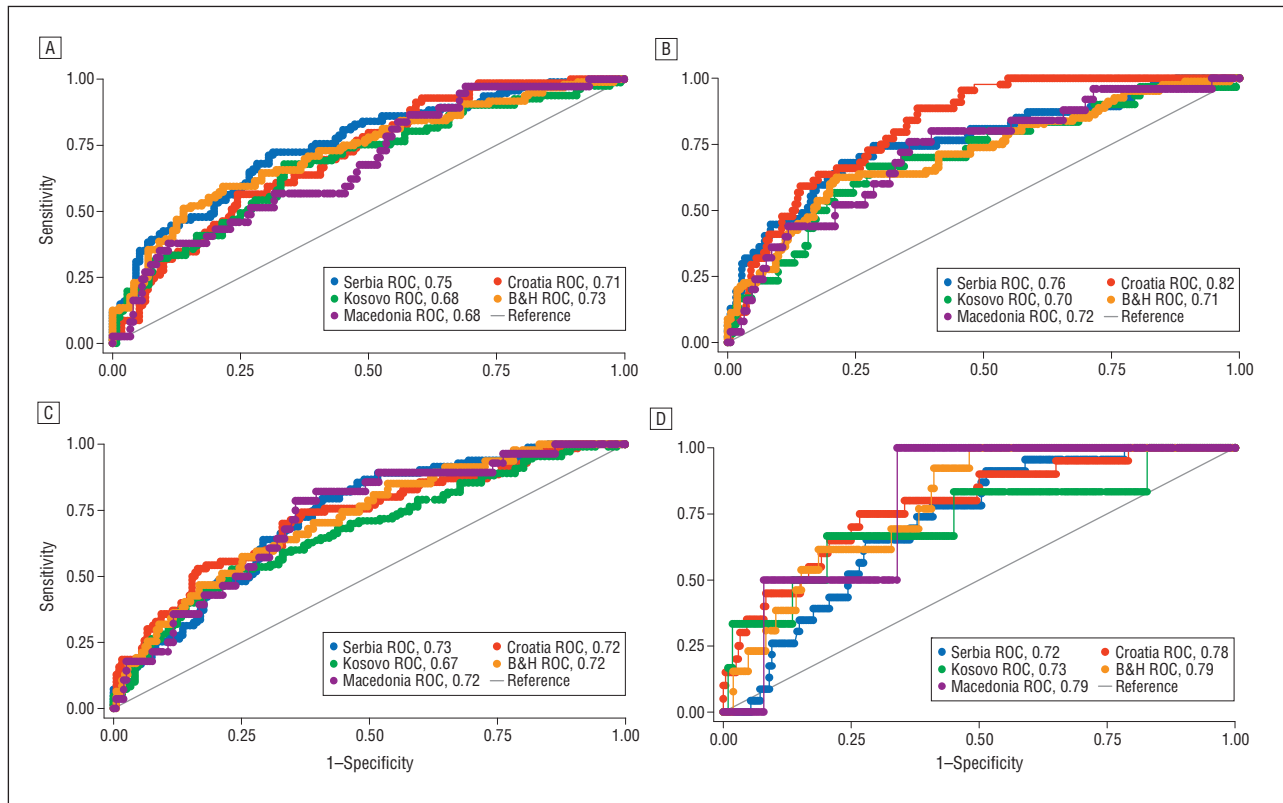 A
1.00
0.75
0.50
0.25
0.00
Sensitivity
Serbia ROC, 0.75 Croatia ROC, 0.71
Kosovo ROC, 0.68 B&H ROC, 0.73
Macedonia ROC, 0.68 Reference
0.00 0.25 0.50 0.75 1.00
B
1.00
0.75
0.50
0.25
0.00
Serbia ROC, 0.76 Croatia ROC, 0.82
Kosovo ROC, 0.70 B&H ROC, 0.71
Macedonia ROC, 0.72 Reference
0.00 0.25 0.50 0.75 1.00
C
1.00
0.75
0.50
0.25
0.00
Sensitivity
Serbia ROC, 0.73 Croatia ROC, 0.72
Kosovo ROC, 0.67 B&H ROC, 0.72
Macedonia ROC, 0.72 Reference
0.00 0.25 0.50 0.75 1.00
1–Specificity
D
1.00
0.75
0.50
0.25
0.00
Serbia ROC, 0.72 Croatia ROC, 0.78
Kosovo ROC, 0.73 B&H ROC, 0.79
Macedonia ROC, 0.79 Reference
0.00 0.25 0.50 0.75 1.00
1–Specificity